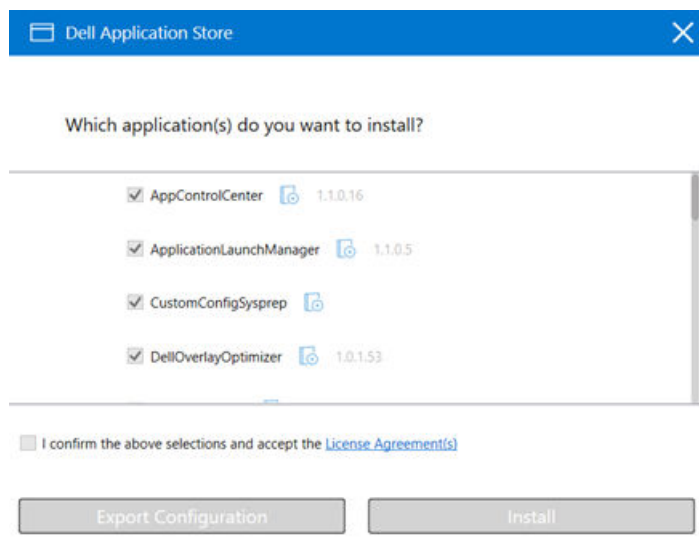 Dell Application Store
Which application(s) do you want to install?
AppControlCenter 1.1.0.16
ApplicationLaunchManager 1.1.0.5
CustomConfigSysprep
DellOverlayOptimizer 1.0.1.53
I confirm the above selections and accept the License Agreement(s)
Export Configuration Install